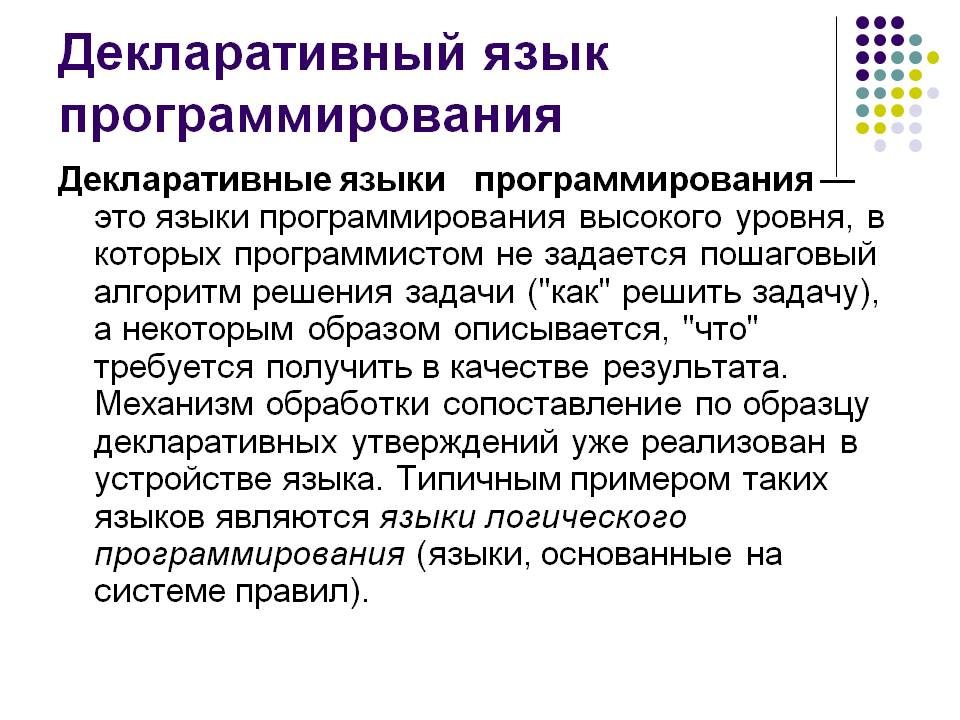 Декларативный язык
программирования
Декларативные языки программирования —
это языки программирования высокого уровня, в
которых программистом не задается пошаговый
алгоритм решения задачи ("как" решить задачу),
а некоторым образом описывается, "что"
требуется получить в качестве результата.
Механизм обработки сопоставление по образцу
декларативных утверждений уже реализован в
устройстве языка. Типичным примером таких
языков являются языки логического
программирования (языки, основанные на
системе правил).